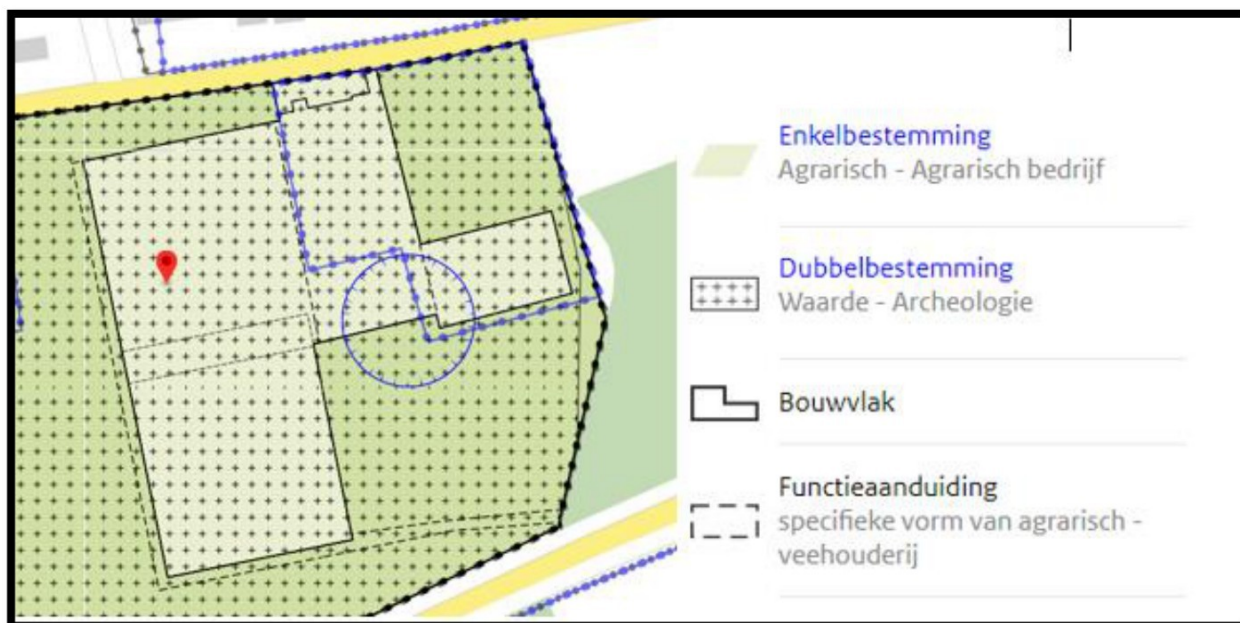 Enkelbestemming
Agrarisch - Agrarisch bedrijf
Dubbelbestemming
Waarde - Archeologie
Bouwvlak
Functieaanduiding
specifieke vorm van agrarisch -
veehouderij